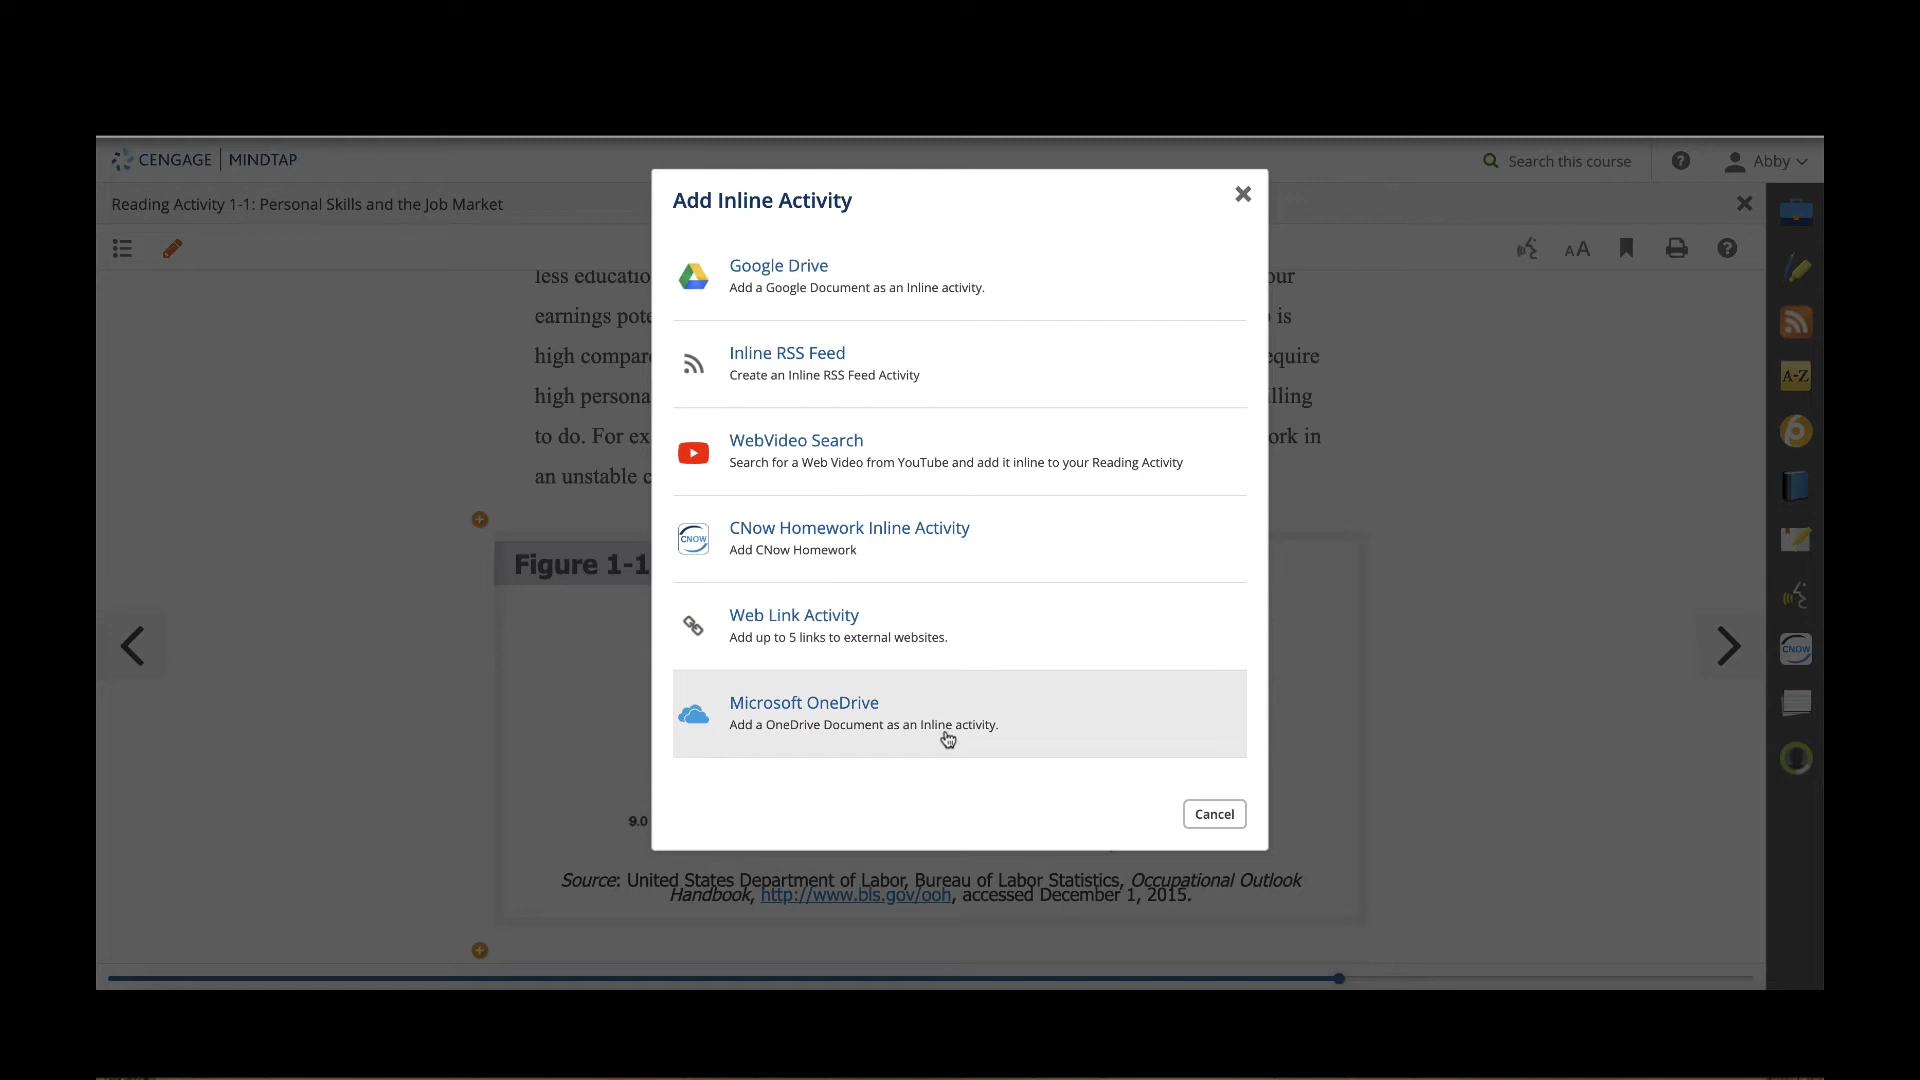 CENGAGE | MINDTAP
Search this course
Abby
Reading Activity 1-1: Personal Skills and the Job Market
AA
less educatio
our
earnings pote
is
high compar
equire
high persona
lling
to do. For ex
ork in
an unstable c
Figure 1-1
9.0
Add Inline Activity
Google Drive
Add a Google Document as an Inline activity.
Inline RSS Feed
Create an Inline RSS Feed Activity
WebVideo Search
Search for a Web Video from YouTube and add it inline to your Reading Activity
CNOW
CNow Homework Inline Activity
Add CNow Homework
Web Link Activity
Add up to 5 links to external websites.
Microsoft OneDrive
Add a OneDrive Document as an Inline activity.
Cancel
Source: United States Department of Labor, Bureau of Labor Statistics, Occupational Outlook
Handbook, http://www.bls.gov/ooh, accessed December 1, 2015.
A-Z
CNOW